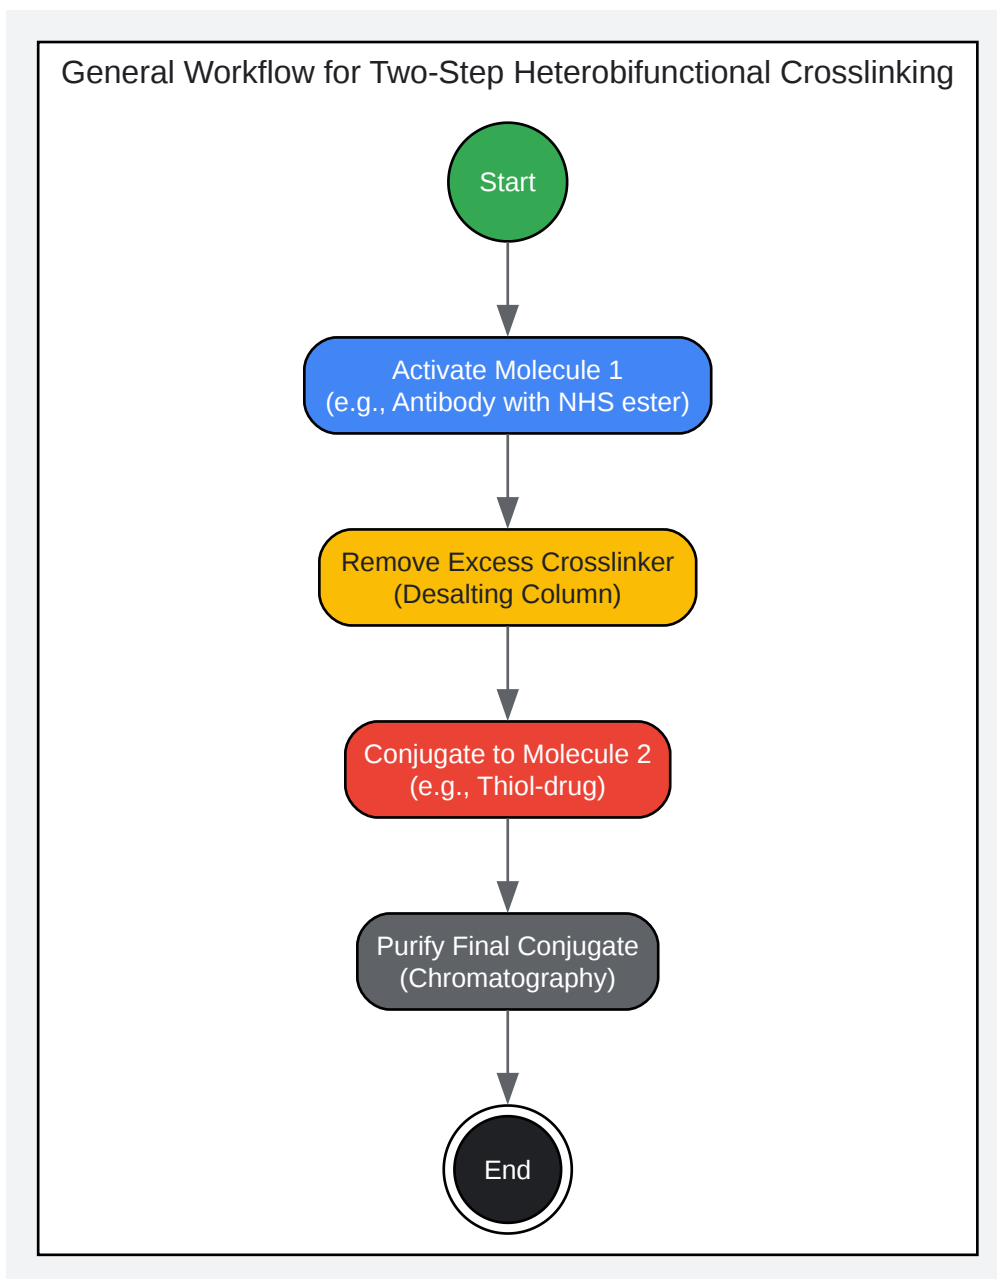 General Workflow for Two-Step Heterobifunctional Crosslinking
Start
Activate Molecule 1
(e.g., Antibody with NHS ester)
Remove Excess Crosslinker
(Desalting Column)
Conjugate to Molecule 2
(e.g., Thiol-drug)
Purify Final Conjugate
(Chromatography)
End